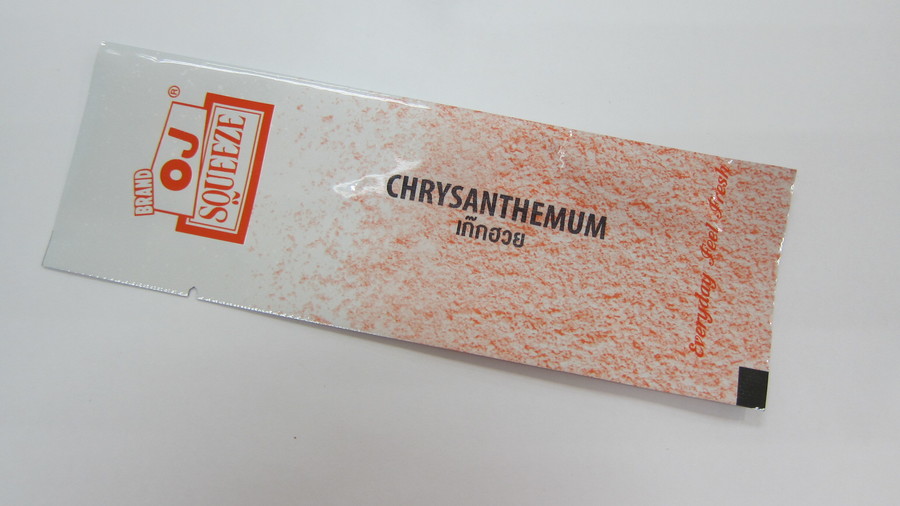 BRAND
OJ ®
SQUEEZE
CHRYSANTHEMUM
เก๊กฮวย
Everyday Feel Fresh